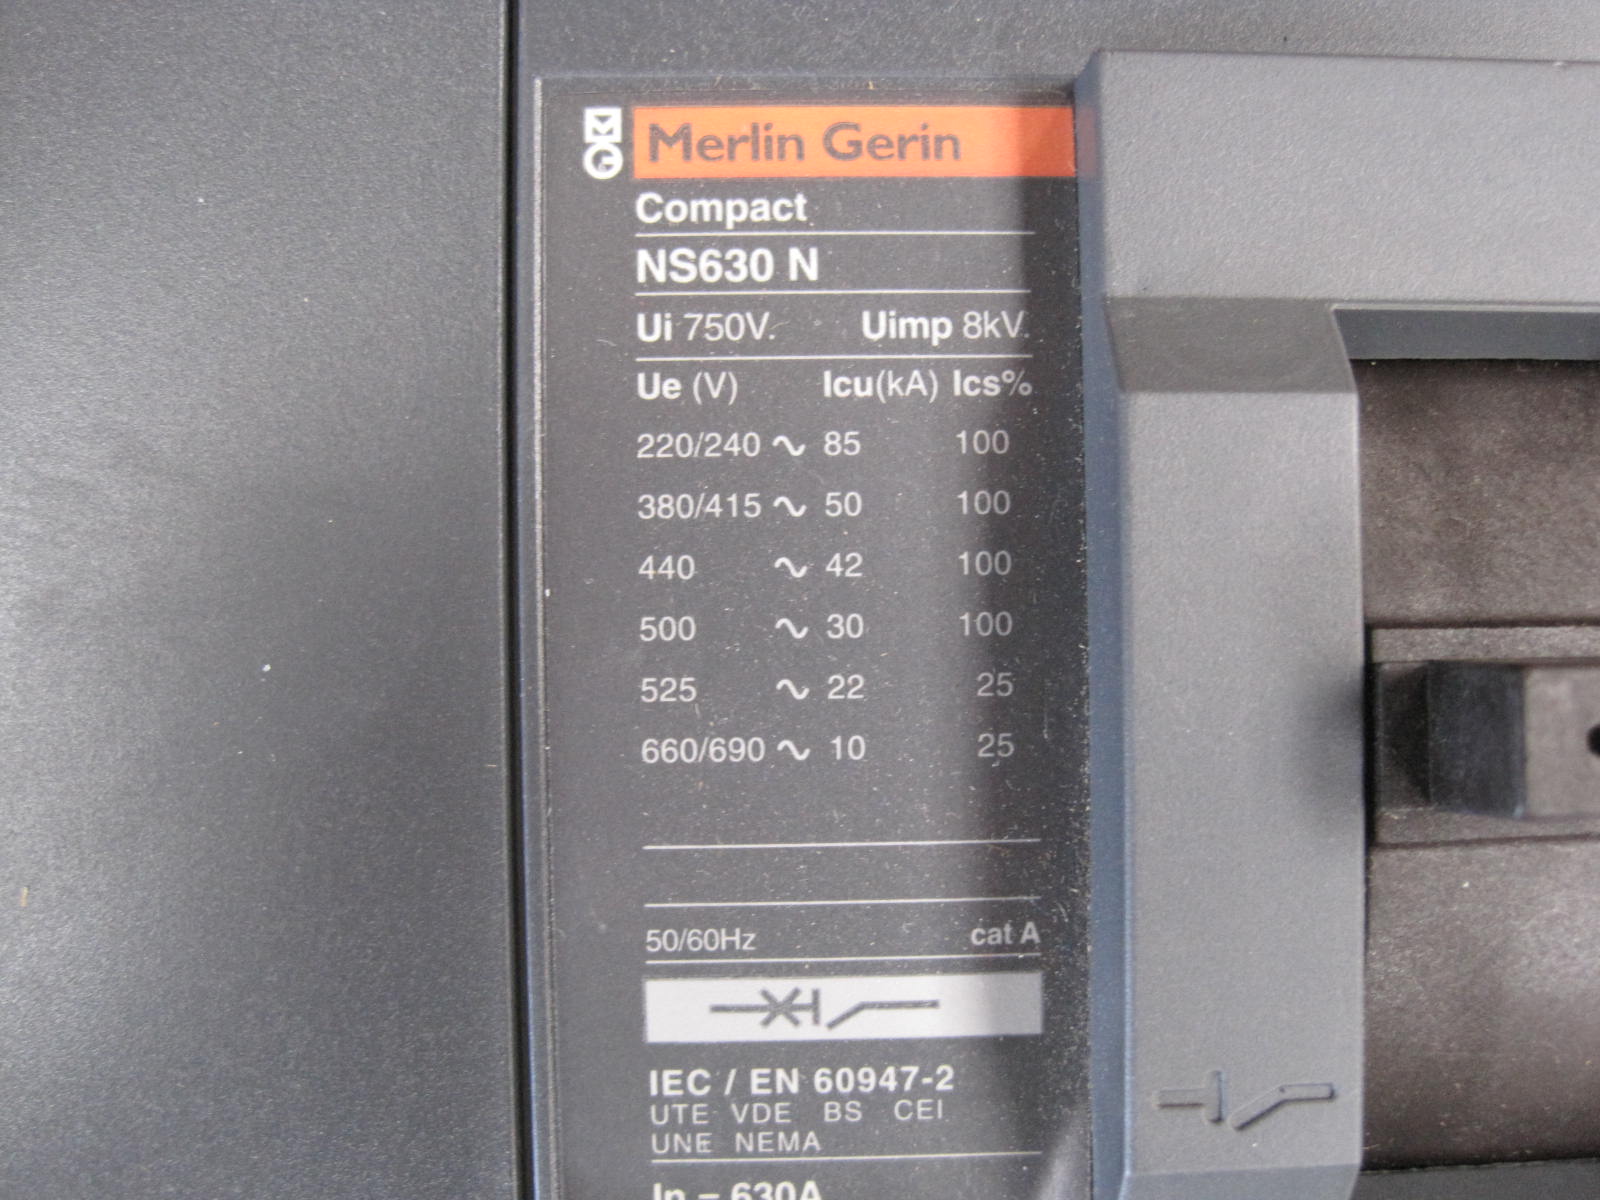 MG Merlin Gerin
Compact
NS630 N
Ui 750V. Uimp 8kV.
Ue (V) Icu(kA) Ics%
220/240 ~ 85 100
380/415 ~ 50 100
440 ~ 42 100
500 ~ 30 100
525 ~ 22 25
660/690 ~ 10 25
50/60Hz cat A
IEC / EN 60947-2
UTE VDE BS CEI
UNE NEMA
In = 630A